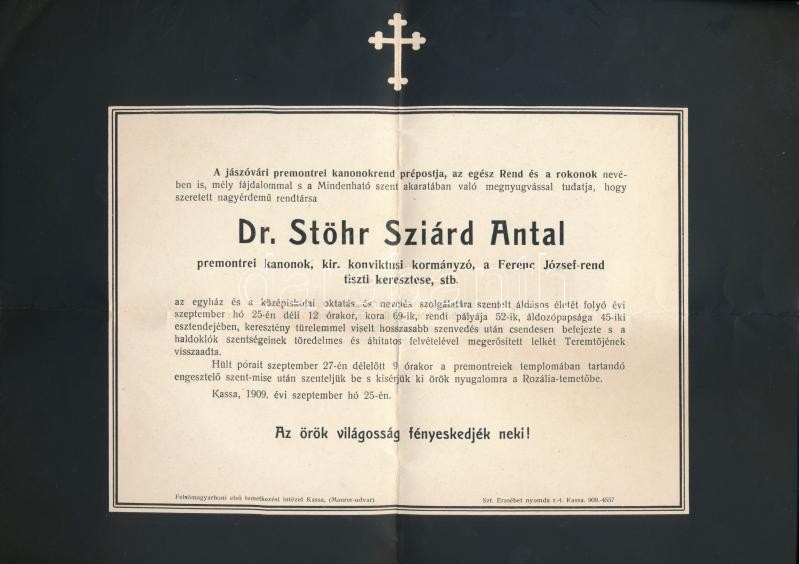 A jászóvári premontrei kanonokrend prépostja, az egész Rend és a rokonok nevé-
ben is, mély fájdalommal s a Mindenható szent akaratában való megnyugvással tudatja, hogy
szeretett nagyérdemű rendtársa
Dr. Stöhr Sziárd Antal
premontrei kanonok, kir. konviktusi kormányzó, a Ferenc József-rend
tiszti keresztese, stb.
az egyház és a középiskolai oktatás és nevelés szolgálatára szentelt áldásos életét folyó évi
szeptember hó 25-én déli 12 órakor, kora 69-ik, rendi pályája 52-ik, áldozópapsága 45-iki
esztendejében, keresztény türelemmel viselt hosszasabb szenvedés után csendesen befejezte s a
haldoklók szentségeinek töredelmes és áhitatos felvételével megerősitett lelkét Teremtőjének
visszaadta.
Hült porait szeptember 27-én délelőtt 9 órakor a premontreiek templomában tartandó
engesztelő szent-mise után szenteljük be s kisérjük ki örök nyugalomra a Rozália-temetőbe.
Kassa, 1909. évi szeptember hó 25-én.
Az örök világosság fényeskedjék neki!
Felsőmagyarhoni első temetkezési intézet Kassa, (Maurer-udvar).
Szt. Erzsébet nyomda r.-t. Kassa. 909.-4557